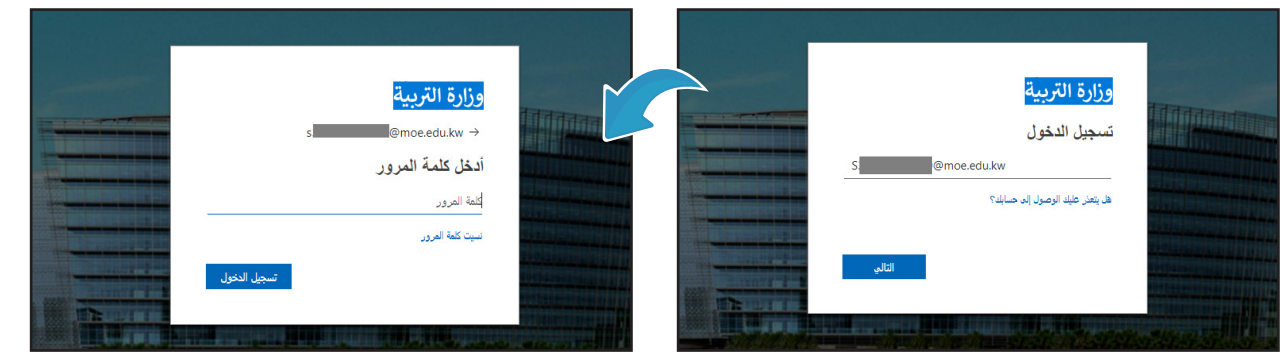 وزارة التربية
تسجيل الدخول
S. @moe.edu.kw
هل يتعذر عليك الوصول إلى حسابك؟
التالي
وزارة التربية
s. @moe.edu.kw →
أدخل كلمة المرور
كلمة المرور
نسيت كلمة المرور
تسجيل الدخول